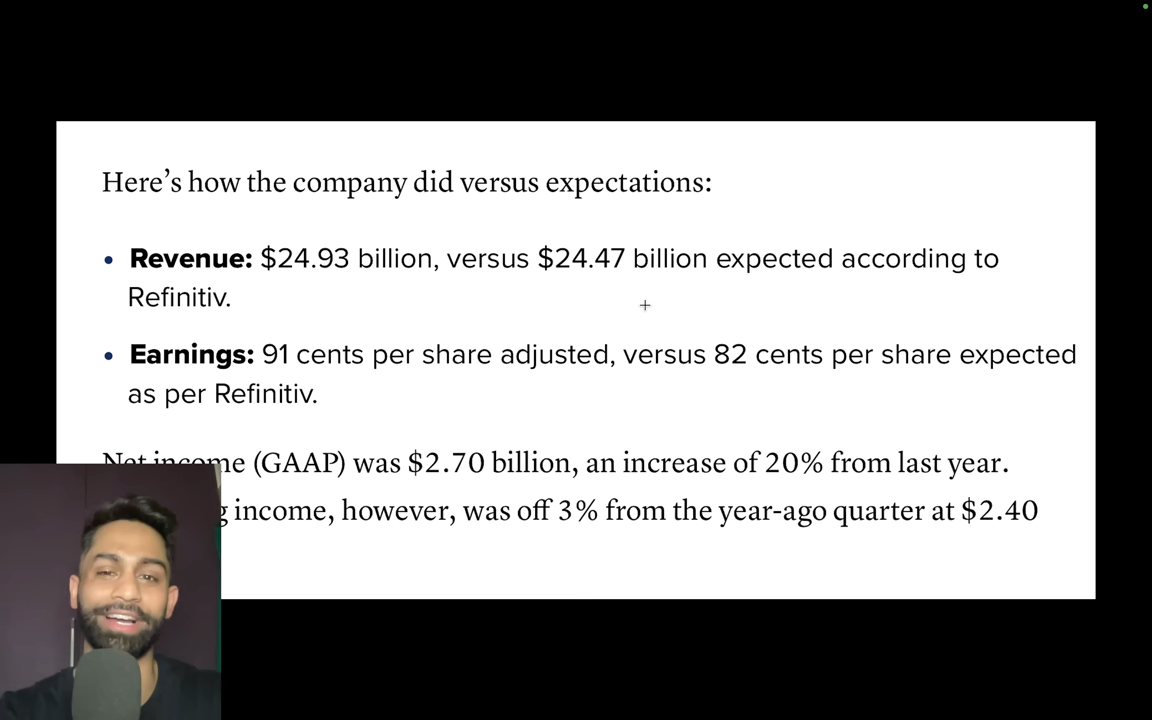 Here’s how the company did versus expectations:
• Revenue: $24.93 billion, versus $24.47 billion expected according to
Refinitiv.
• Earnings: 91 cents per share adjusted, versus 82 cents per share expected
as per Refinitiv.
Net income (GAAP) was $2.70 billion, an increase of 20% from last year.
income, however, was off 3% from the year-ago quarter at $2.40